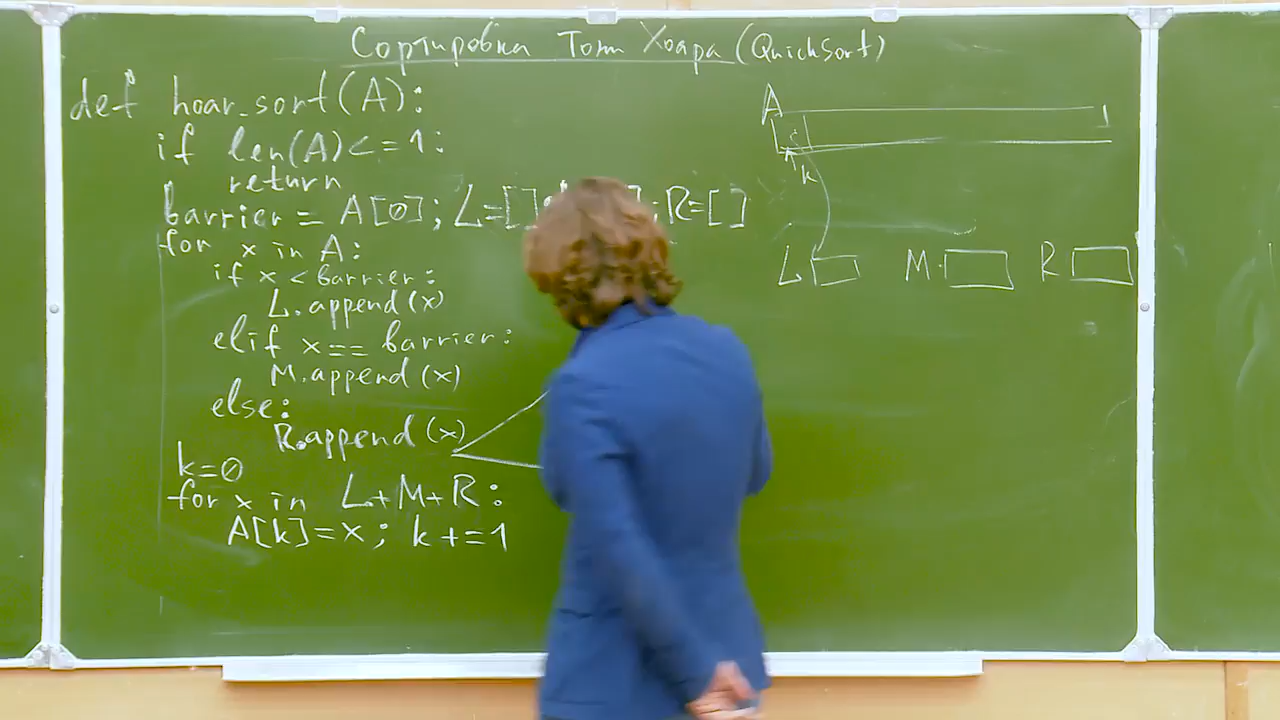 Сортировка Тони Хоара (QuickSort)
def hoar_sort(A):
if len(A)<=1:
return
barrier = A[0]; L=[] ]; R=[]
for x in A:
if x < barrier:
L.append(x)
elif x == barrier:
M.append(x)
else:
R.append(x)
k=0
for x in L+M+R:
A[k]=x; k+=1
A
k
L M R